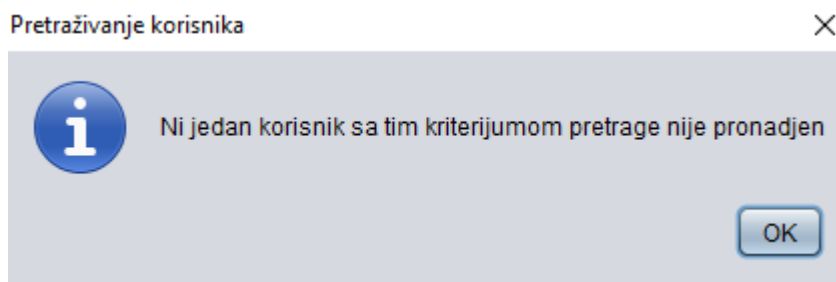 Pretraživanje korisnika
Ni jedan korisnik sa tim kriterijumom pretrage nije pronadjen
OK